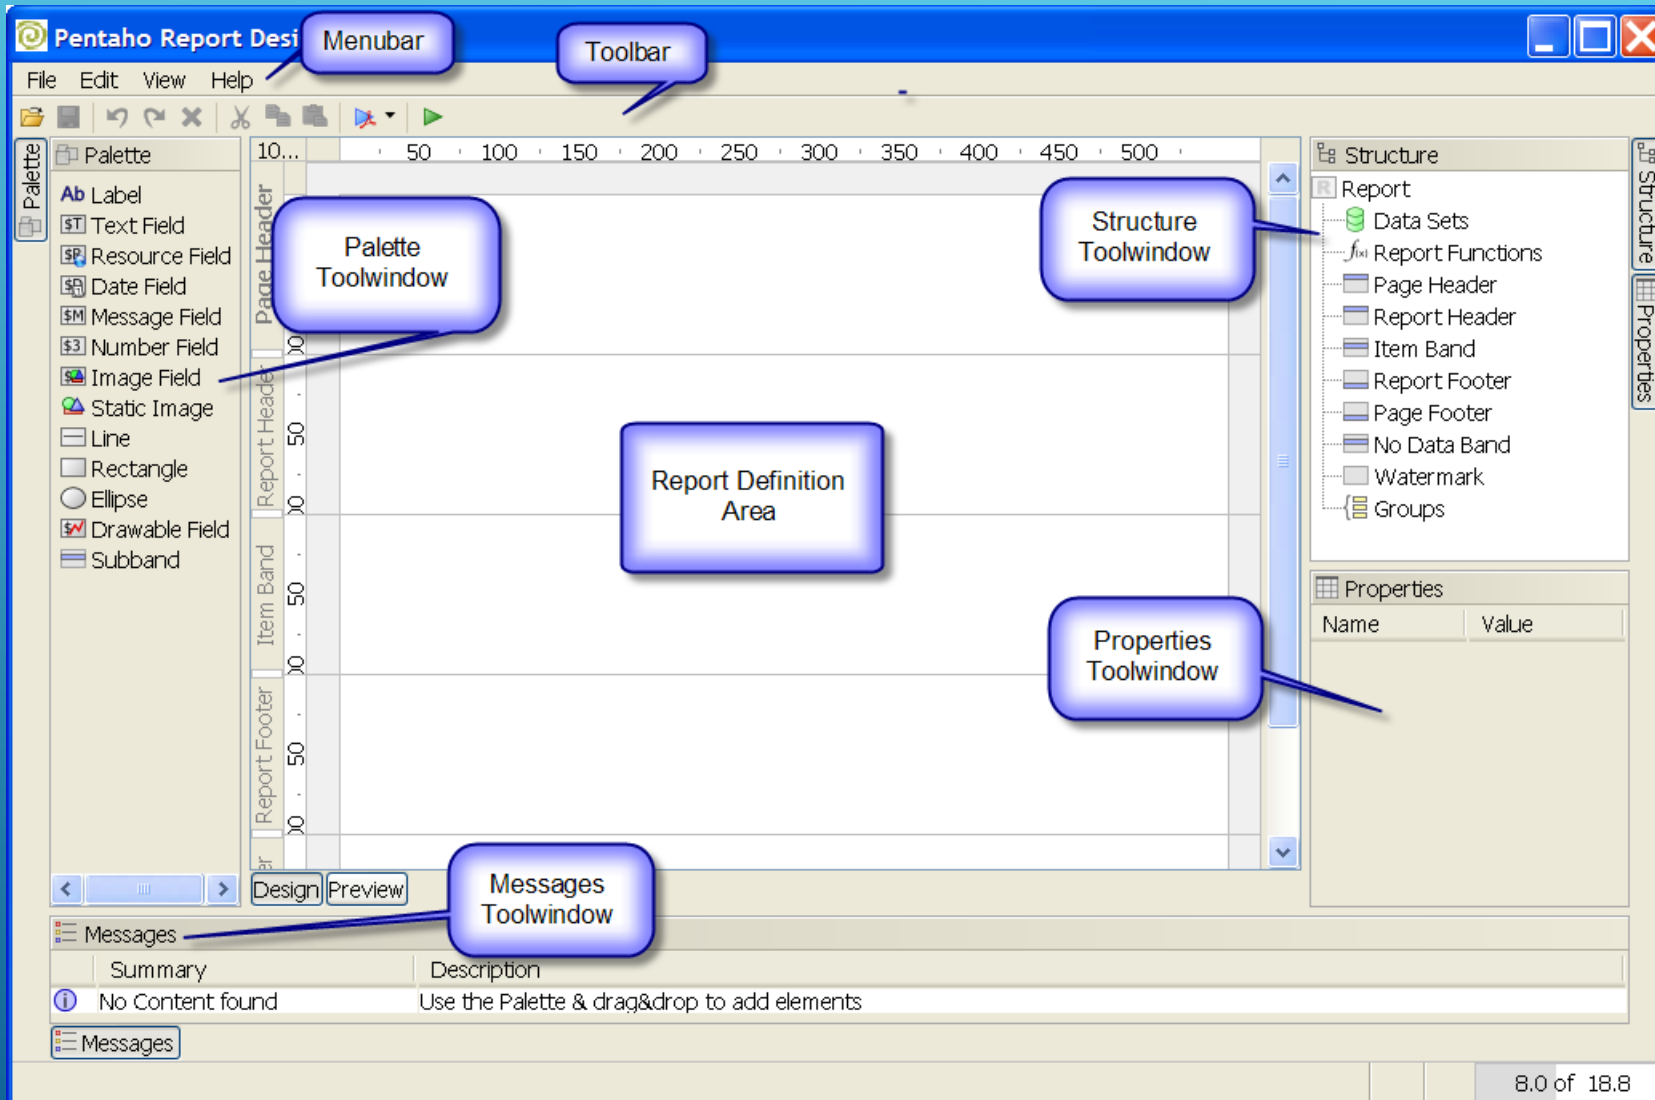 Pentaho Report Desi
Menubar
Toolbar
File Edit View Help
Palette
Palette
Ab Label
$T Text Field
Resource Field
Date Field
$M Message Field
$3 Number Field
Image Field
Static Image
Line
Rectangle
Ellipse
Drawable Field
Subband
Palette
Toolwindow
10... 50 100 150 200 250 300 350 400 450 500
Page Header
Report Header
50
Item Band
50
Report Footer
50
Report Definition
Area
Structure
Toolwindow
Structure
Report
Data Sets
f(x) Report Functions
Page Header
Report Header
Item Band
Report Footer
Page Footer
No Data Band
Watermark
Groups
Structure
Properties
Properties
Name Value
Properties
Toolwindow
Design Preview
Messages
Toolwindow
Messages
Summary Description
No Content found Use the Palette & drag&drop to add elements
Messages
8.0 of 18.8